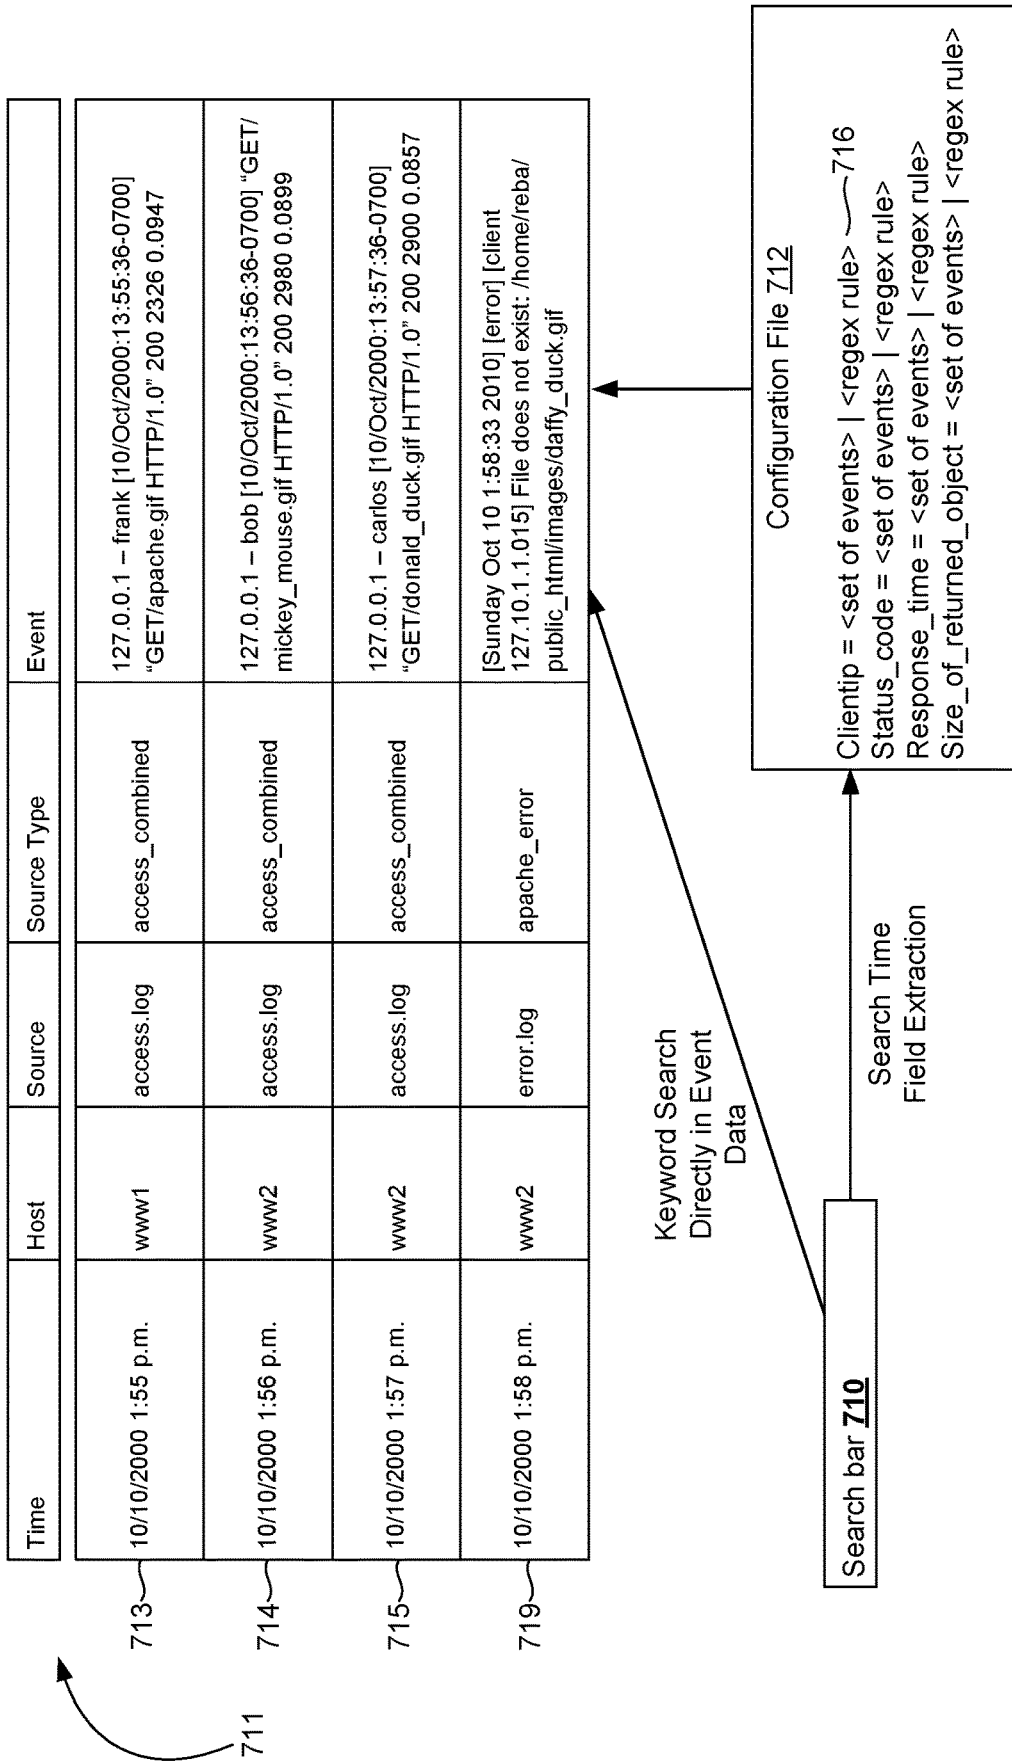 Time Host Source Source Type Event
713 10/10/2000 1:55 p.m. www1 access.log access_combined 127.0.0.1 – frank [10/Oct/2000:13:55:36-0700]
“GET/apache.gif HTTP/1.0” 200 2326 0.0947
714 10/10/2000 1:56 p.m. www2 access.log access_combined 127.0.0.1 – bob [10/Oct/2000:13:56:36-0700] “GET/
mickey_mouse.gif HTTP/1.0” 200 2980 0.0899
715 10/10/2000 1:57 p.m. www2 access.log access_combined 127.0.0.1 – carlos [10/Oct/2000:13:57:36-0700]
“GET/donald_duck.gif HTTP/1.0” 200 2900 0.0857
719 10/10/2000 1:58 p.m. www2 error.log apache_error [Sunday Oct 10 1:58:33 2010] [error] [client
127.10.1.1.015] File does not exist: /home/reba/
public_html/images/daffy_duck.gif
711
Keyword Search
Directly in Event
Data
Search bar 710
Search Time
Field Extraction
Configuration File 712
Clientip = <set of events> | <regex rule> 716
Status_code = <set of events> | <regex rule>
Response_time = <set of events> | <regex rule>
Size_of_returned_object = <set of events> | <regex rule>